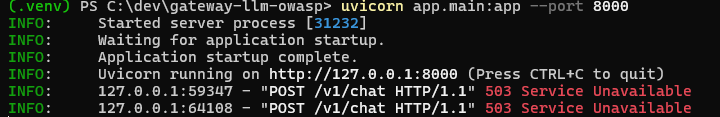 (.venv) PS C:\dev\gateway-llm-owasp> uvicorn app.main:app --port 8000
INFO:     Started server process [31232]
INFO:     Waiting for application startup.
INFO:     Application startup complete.
INFO:     Uvicorn running on http://127.0.0.1:8000 (Press CTRL+C to quit)
INFO:     127.0.0.1:59347 - "POST /v1/chat HTTP/1.1" 503 Service Unavailable
INFO:     127.0.0.1:64108 - "POST /v1/chat HTTP/1.1" 503 Service Unavailable